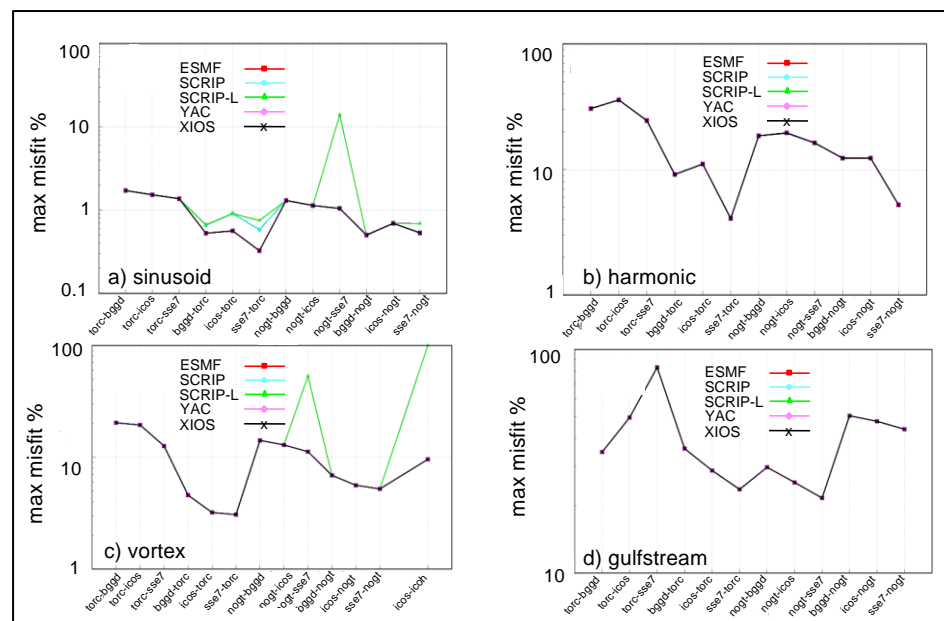 100
10
1
0.1
max misfit %
ESMF
SCRIP
SCRIP-L
YAC
XIOS
a) sinusoid
torc-bggd
torc-icos
torc-sse7
bggd-torc
icos-torc
sse7-torc
nogt-bggd
nogt-icos
nogt-sse7
bggd-nogt
icos-nogt
sse7-nogt
100
10
1
max misfit %
ESMF
SCRIP
SCRIP-L
YAC
XIOS
b) harmonic
torc-bggd
torc-icos
torc-sse7
bggd-torc
icos-torc
sse7-torc
nogt-bggd
nogt-icos
nogt-sse7
bggd-nogt
icos-nogt
sse7-nogt
100
10
1
max misfit %
ESMF
SCRIP
SCRIP-L
YAC
XIOS
c) vortex
torc-bggd
torc-icos
torc-sse7
bggd-torc
icos-torc
sse7-torc
nogt-bggd
nogt-icos
nogt-sse7
bggd-nogt
icos-nogt
sse7-nogt
icos-icoh
100
10
max misfit %
ESMF
SCRIP
SCRIP-L
YAC
XIOS
d) gulfstream
torc-bggd
torc-icos
torc-sse7
bggd-torc
icos-torc
sse7-torc
nogt-bggd
nogt-icos
nogt-sse7
bggd-nogt
icos-nogt
sse7-nogt